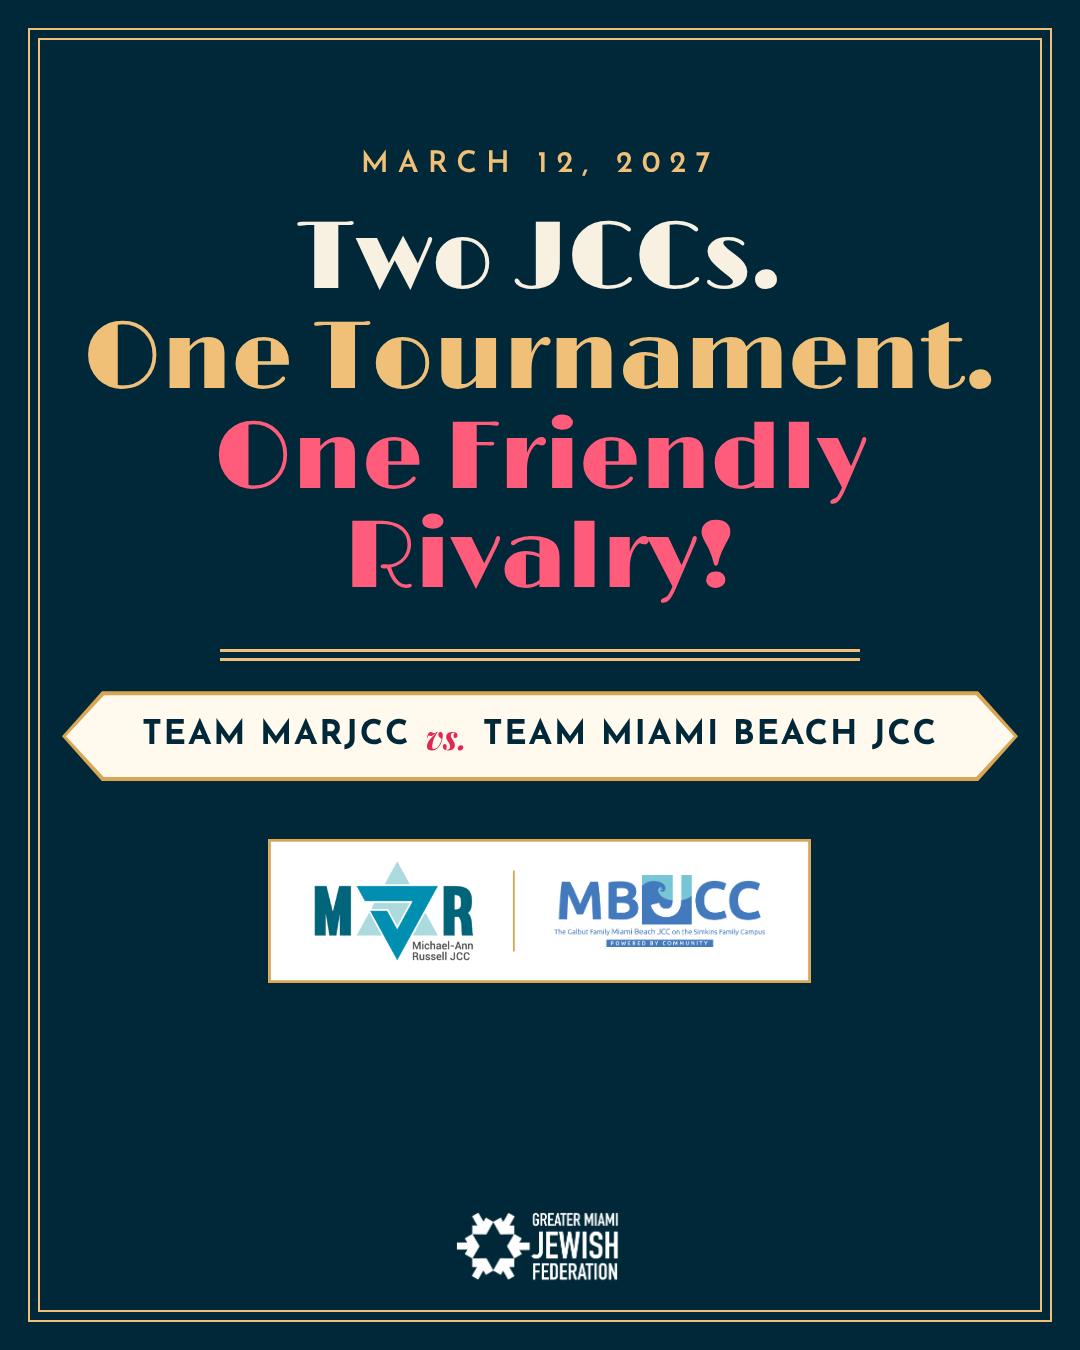 MARCH 12, 2027
Two JCCs.
One Tournament.
One Friendly
Rivalry!
TEAM MARJCC vs. TEAM MIAMI BEACH JCC
M R
Michael-Ann
Russell JCC
MBJCC
The Galbut Family Miami Beach JCC on the Simkins Family Campus
POWERED BY COMMUNITY
GREATER MIAMI
JEWISH
FEDERATION